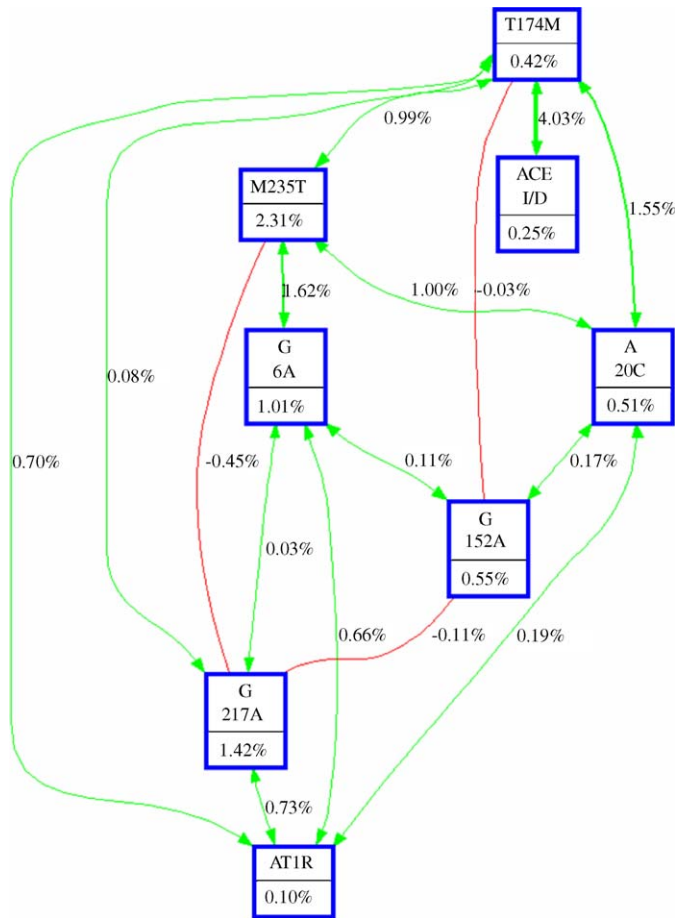 T174M
0.42%
0.99%
4.03%
M235T
2.31%
ACE
I/D
0.25%
1.55%
1.62%
1.00%
-0.03%
G
6A
1.01%
A
20C
0.51%
0.08%
0.70%
-0.45%
0.11%
0.17%
G
152A
0.55%
0.03%
0.66%
-0.11%
0.19%
G
217A
1.42%
0.73%
AT1R
0.10%